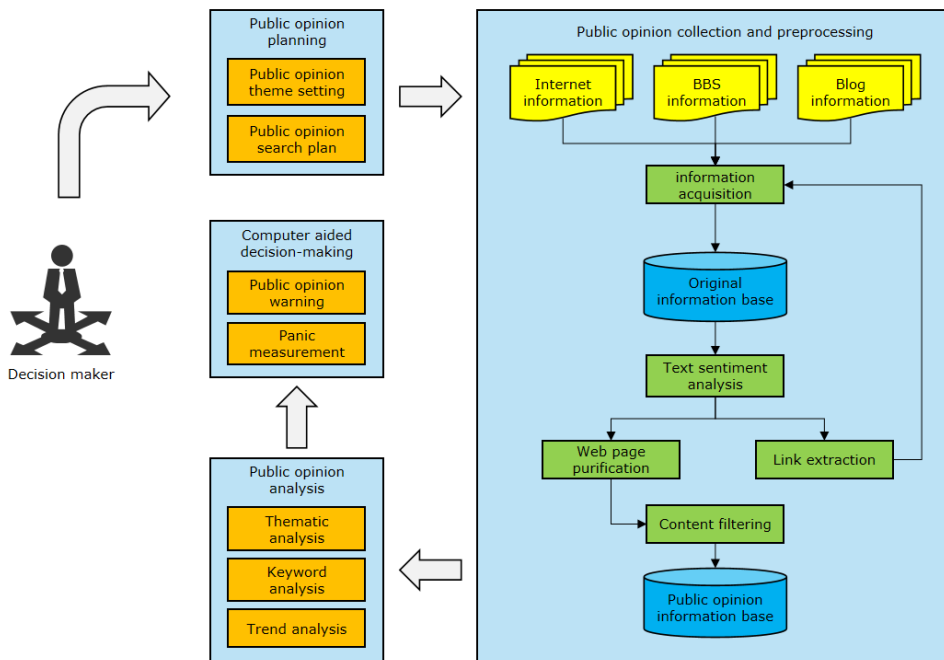 Public opinion
planning
Public opinion
theme setting
Public opinion
search plan
Computer aided
decision-making
Public opinion
warning
Panic
measurement
Decision maker
Public opinion
analysis
Thematic
analysis
Keyword
analysis
Trend analysis
Public opinion collection and preprocessing
Internet
information
BBS
information
Blog
information
information
acquisition
Original
information base
Text sentiment
analysis
Web page
purification
Link extraction
Content filtering
Public opinion
information base